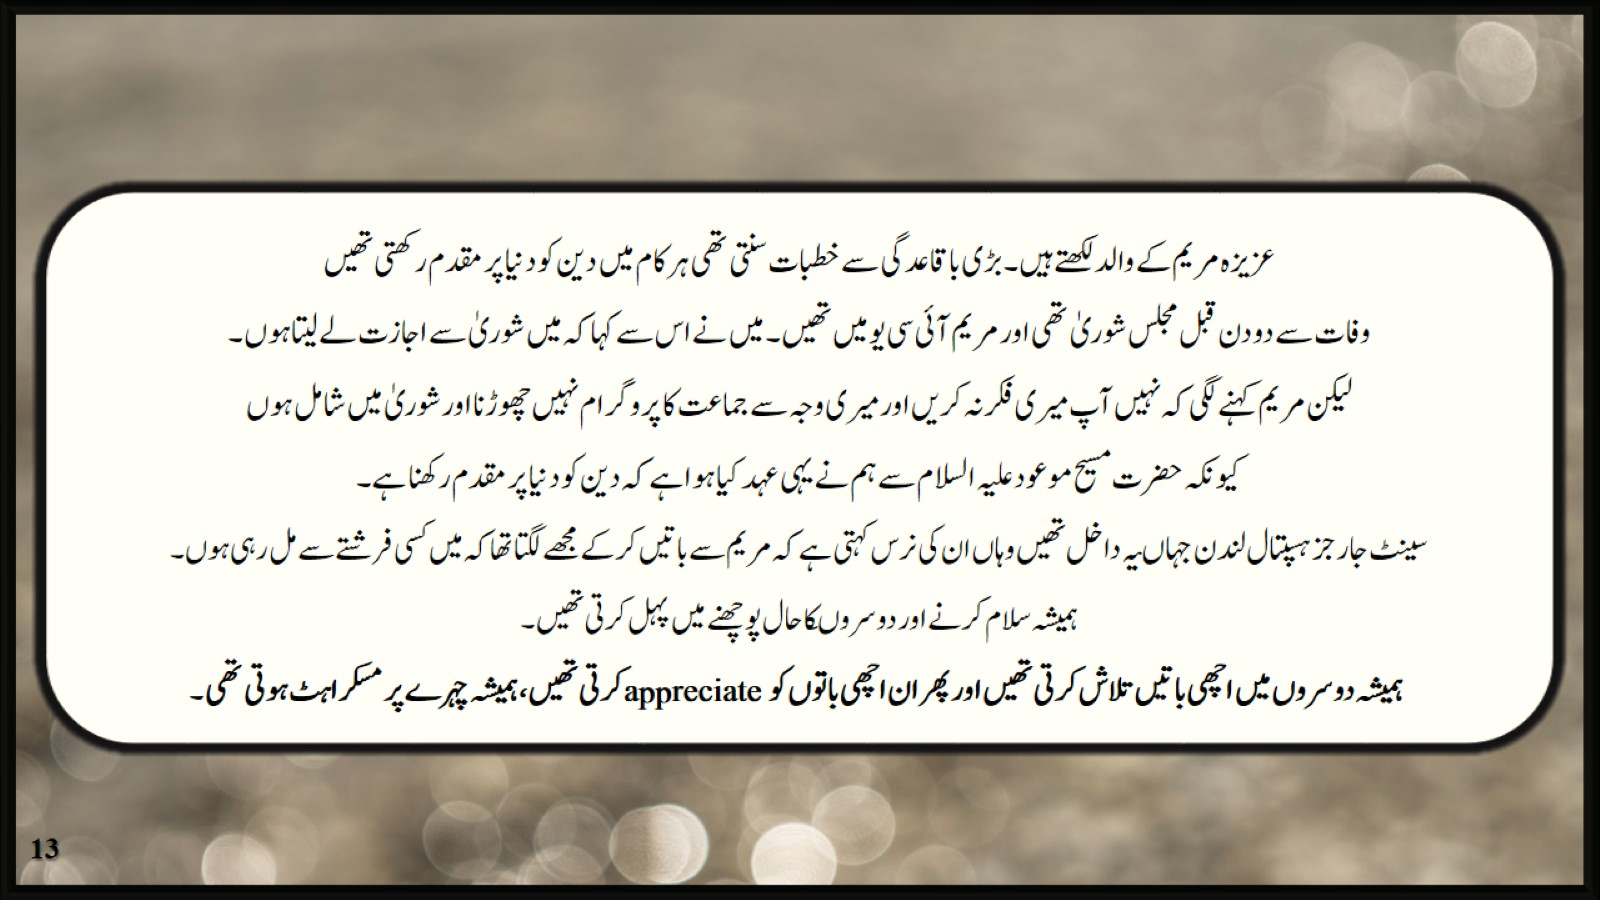 عزیزہ مریم کے والد لکھتے ہیں۔ بڑی باقاعدگی سے خطبات سنتی تھی ہر کام میں دین کو دنیا پر مقدم رکھتی تھیں
وفات سے دو دن قبل مجلس شوریٰ تھی اور مریم آئی سی یو میں تھیں۔ میں نے اس سے کہا کہ میں شوریٰ سے اجازت لے لیتا ہوں۔
لیکن مریم کہنے لگی کہ نہیں آپ میری فکر نہ کریں اور میری وجہ سے جماعت کا پروگرام نہیں چھوڑنا اور شوریٰ میں شامل ہوں
کیونکہ حضرت مسیح موعود علیہ السلام سے ہم نے یہی عہد کیا ہوا ہے کہ دین کو دنیا پر مقدم رکھنا ہے۔
سینٹ جارجز ہسپتال لندن جہاں یہ داخل تھیں وہاں ان کی نرس کہتی ہے کہ مریم سے باتیں کر کے مجھے لگتا تھا کہ میں کسی فرشتے سے مل رہی ہوں۔
ہمیشہ سلام کرنے اور دوسروں کا حال پوچھنے میں پہل کرتی تھیں۔
ہمیشہ دوسروں میں اچھی باتیں تلاش کرتی تھیں اور پھر ان اچھی باتوں کو appreciate کرتی تھیں، ہمیشہ چہرے پر مسکراہٹ ہوتی تھی۔
13